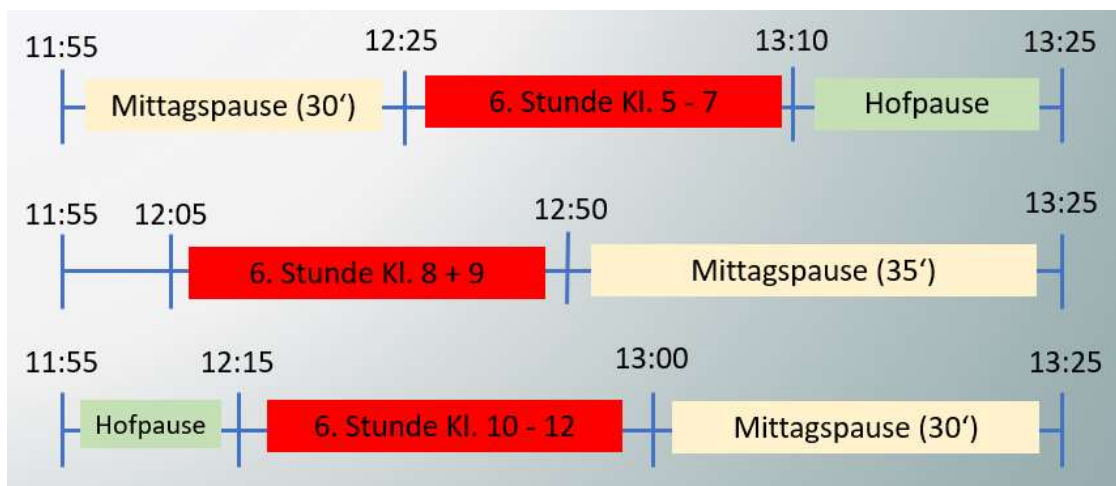 11:55 12:25 13:10 13:25
Mittagspause (30‘) 6. Stunde Kl. 5 - 7 Hofpause
11:55 12:05 12:50 13:25
6. Stunde Kl. 8 + 9 Mittagspause (35‘)
11:55 12:15 13:00 13:25
Hofpause 6. Stunde Kl. 10 - 12 Mittagspause (30‘)